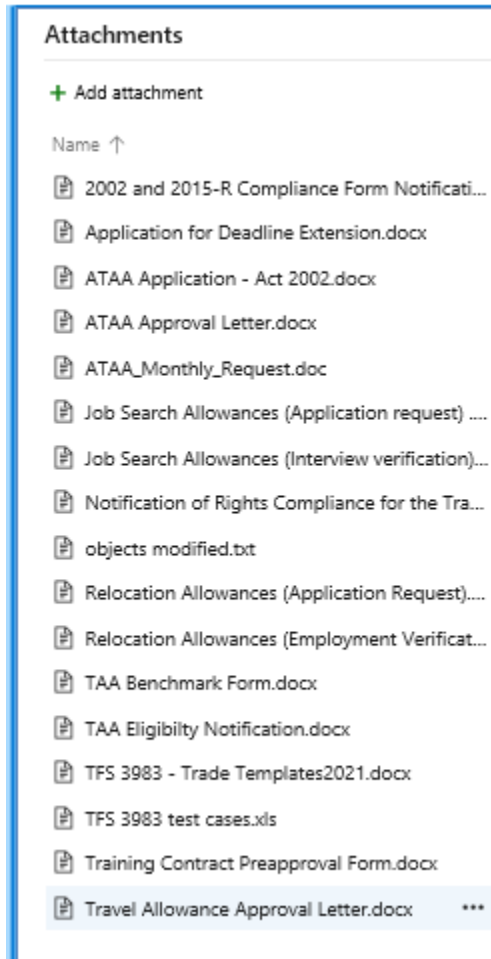 Attachments
+ Add attachment
Name ↑
2002 and 2015-R Compliance Form Notificati...
Application for Deadline Extension.docx
ATAA Application - Act 2002.docx
ATAA Approval Letter.docx
ATAA_Monthly_Request.doc
Job Search Allowances (Application request) ....
Job Search Allowances (Interview verification)...
Notification of Rights Compliance for the Tra...
objects modified.txt
Relocation Allowances (Application Request)....
Relocation Allowances (Employment Verificat...
TAA Benchmark Form.docx
TAA Eligibilty Notification.docx
TFS 3983 - Trade Templates2021.docx
TFS 3983 test cases.xls
Training Contract Preapproval Form.docx
Travel Allowance Approval Letter.docx ...